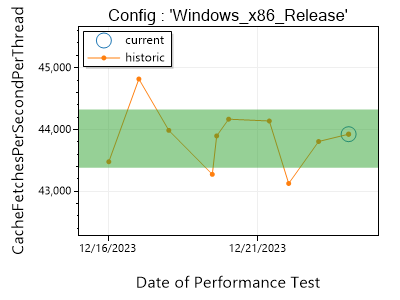 Config : 'Windows_x86_Release'
current
historic
CacheFetchesPerSecondPerThread
45,000
44,000
43,000
12/16/2023
12/21/2023
Date of Performance Test